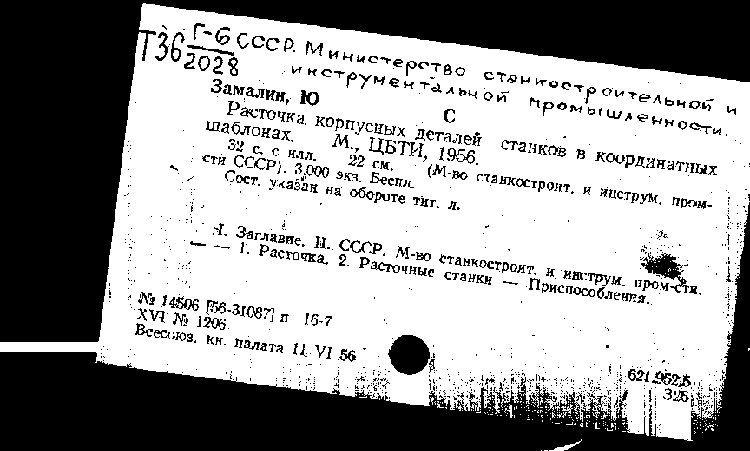 Г-6
Т36 2028
СССР. Министерство станкостроительной и
инструментальной промышленности.
Замалин, Ю С
Расточка корпусных деталей станков в координатных
шаблонах. М., ЦБТИ, 1956.
32 с. с илл. 22 см. (М-во станкостроит. и инструм. пром-
сти СССР). 3,000 экз. Беспл.
Сост. указан на обороте тит. л.
I. Заглавие. II. СССР. М-во станкостроит. и инструм. пром-сти.
— — 1. Расточка. 2. Расточные станки — Приспособления.
№ 14506 [56-31087] п 16-7
XVI № 1206
Всесоюз. кн. палата 11 VI 56
621.952.5